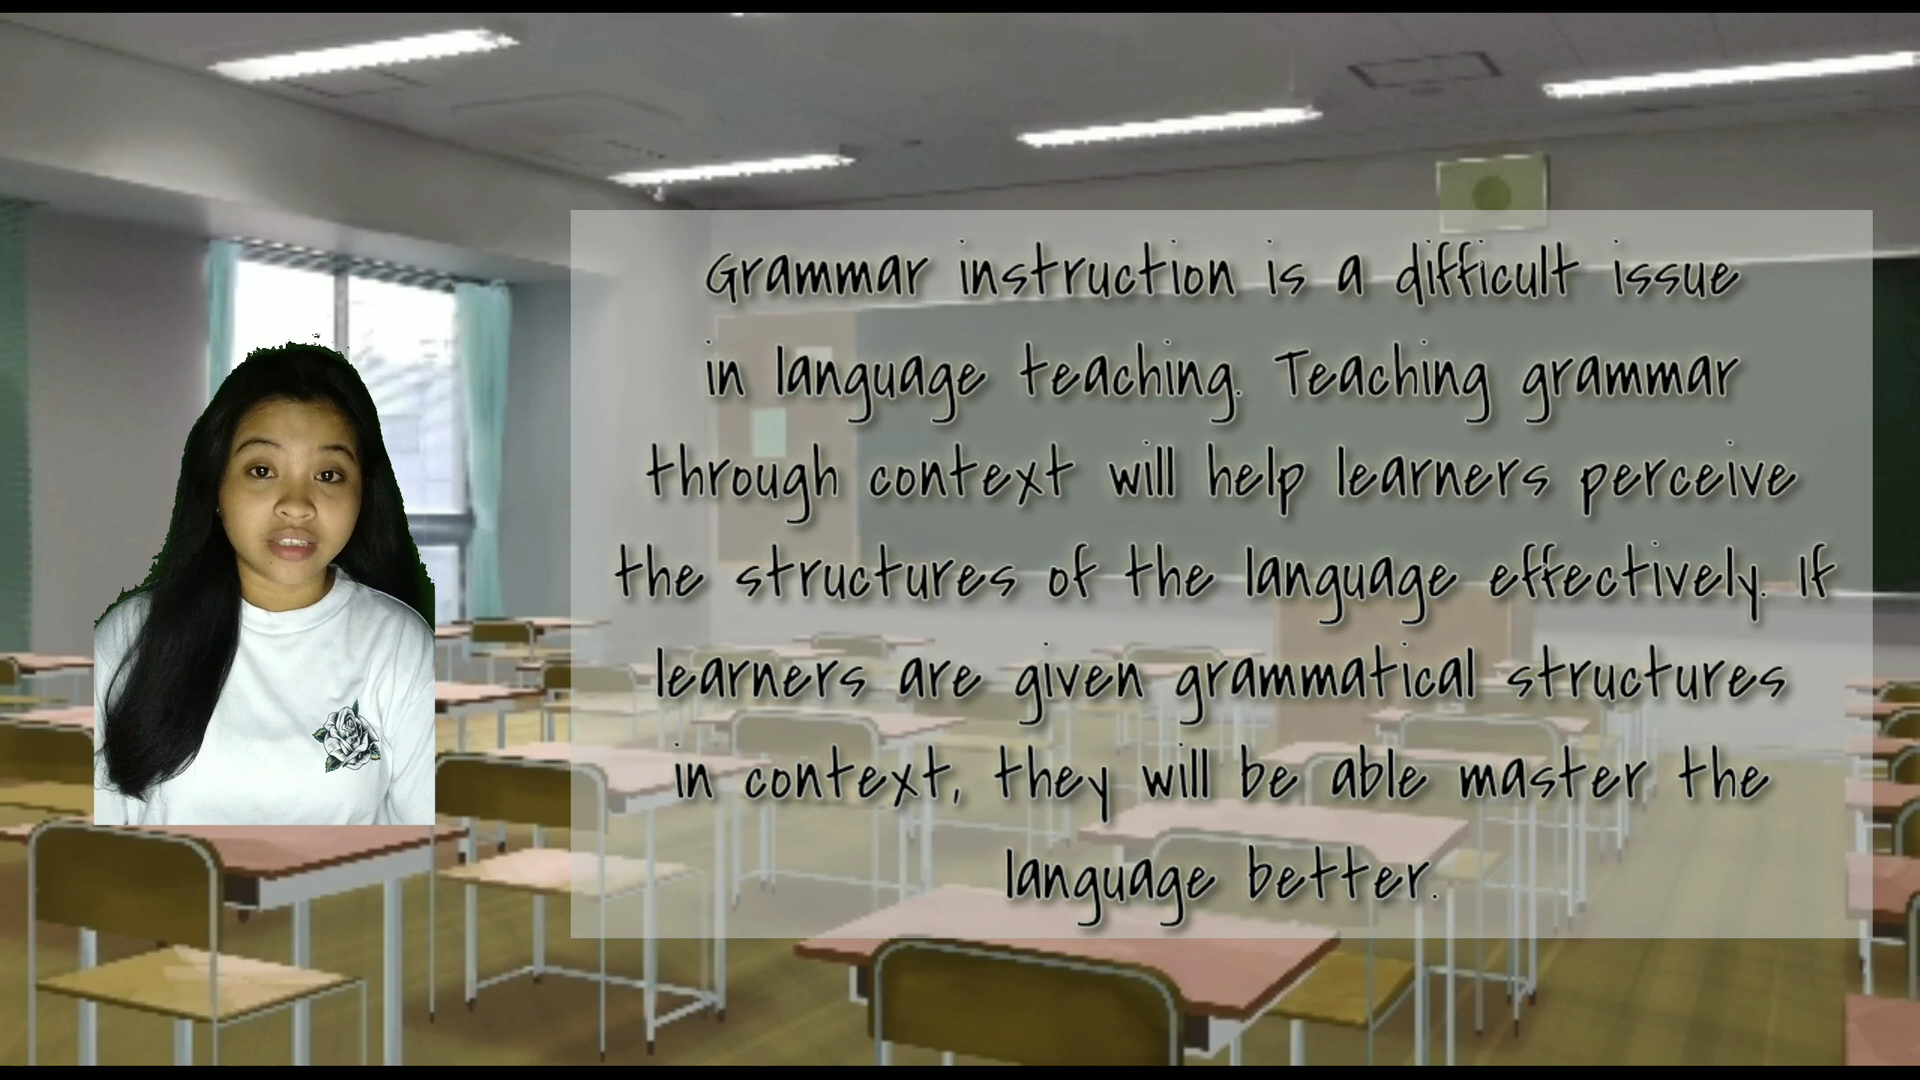 Grammar instruction is a difficult issue
in language teaching. Teaching grammar
through context will help learners perceive
the structures of the language effectively. If
learners are given grammatical structures
in context, they will be able master the
language better.